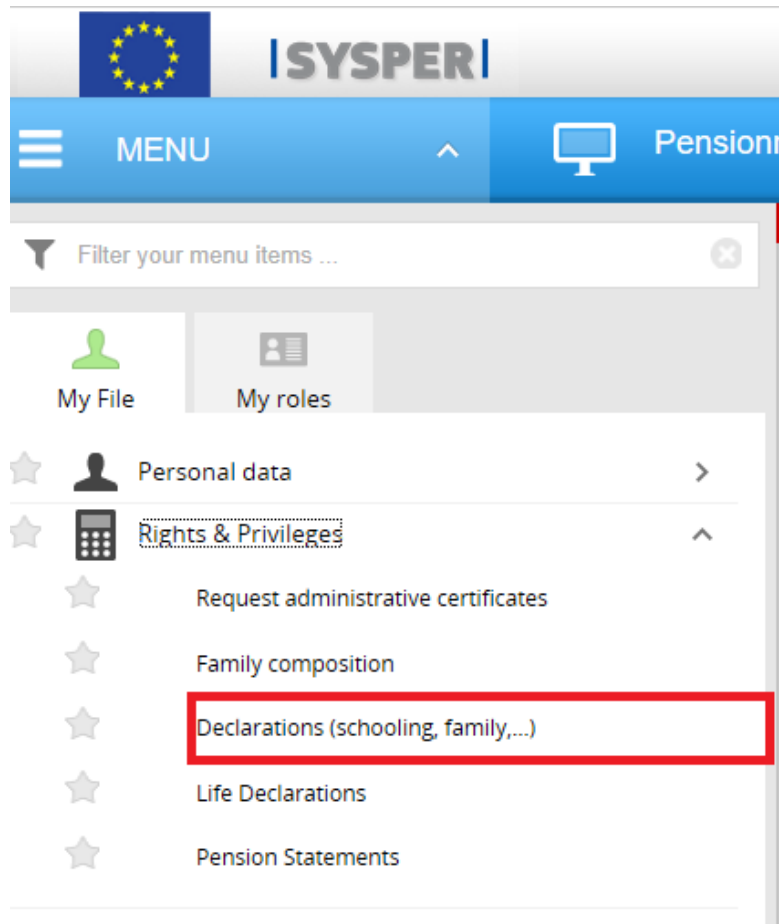 SYSPER
MENU
Pension
Filter your menu items ...
My File
My roles
Personal data
Rights & Privileges
Request administrative certificates
Family composition
Declarations (schooling, family,...)
Life Declarations
Pension Statements